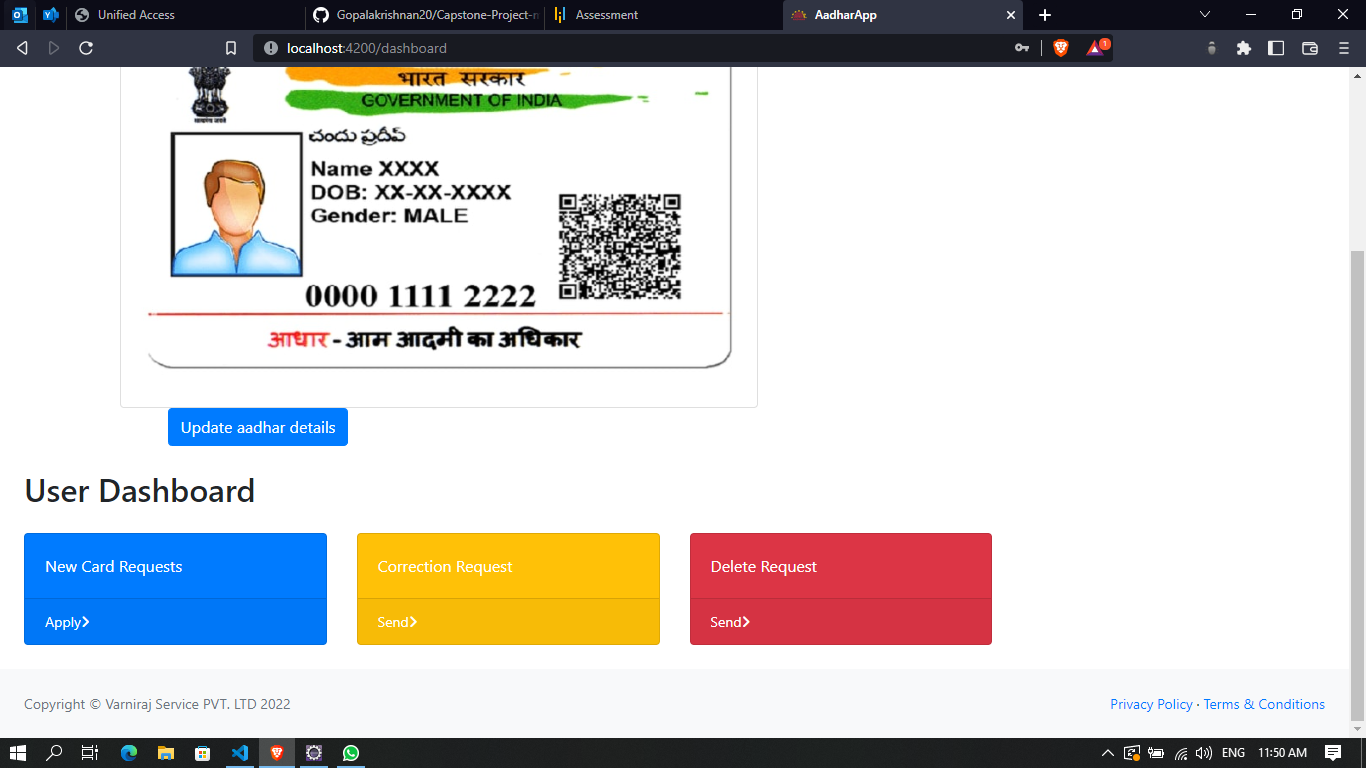 Unified Access
Gopalakrishnan20/Capstone-Project-
Assessment
AadharApp
localhost:4200/dashboard
1
भारत सरकार
GOVERNMENT OF INDIA
చందు ప్రదీప్
Name XXXX
DOB: XX-XX-XXXX
Gender: MALE
0000 1111 2222
आधार - आम आदमी का अधिकार
Update aadhar details
User Dashboard
New Card Requests
Correction Request
Delete Request
Apply
Send
Send
Copyright © Varniraj Service PVT. LTD 2022
Privacy Policy · Terms & Conditions
ENG
11:50 AM